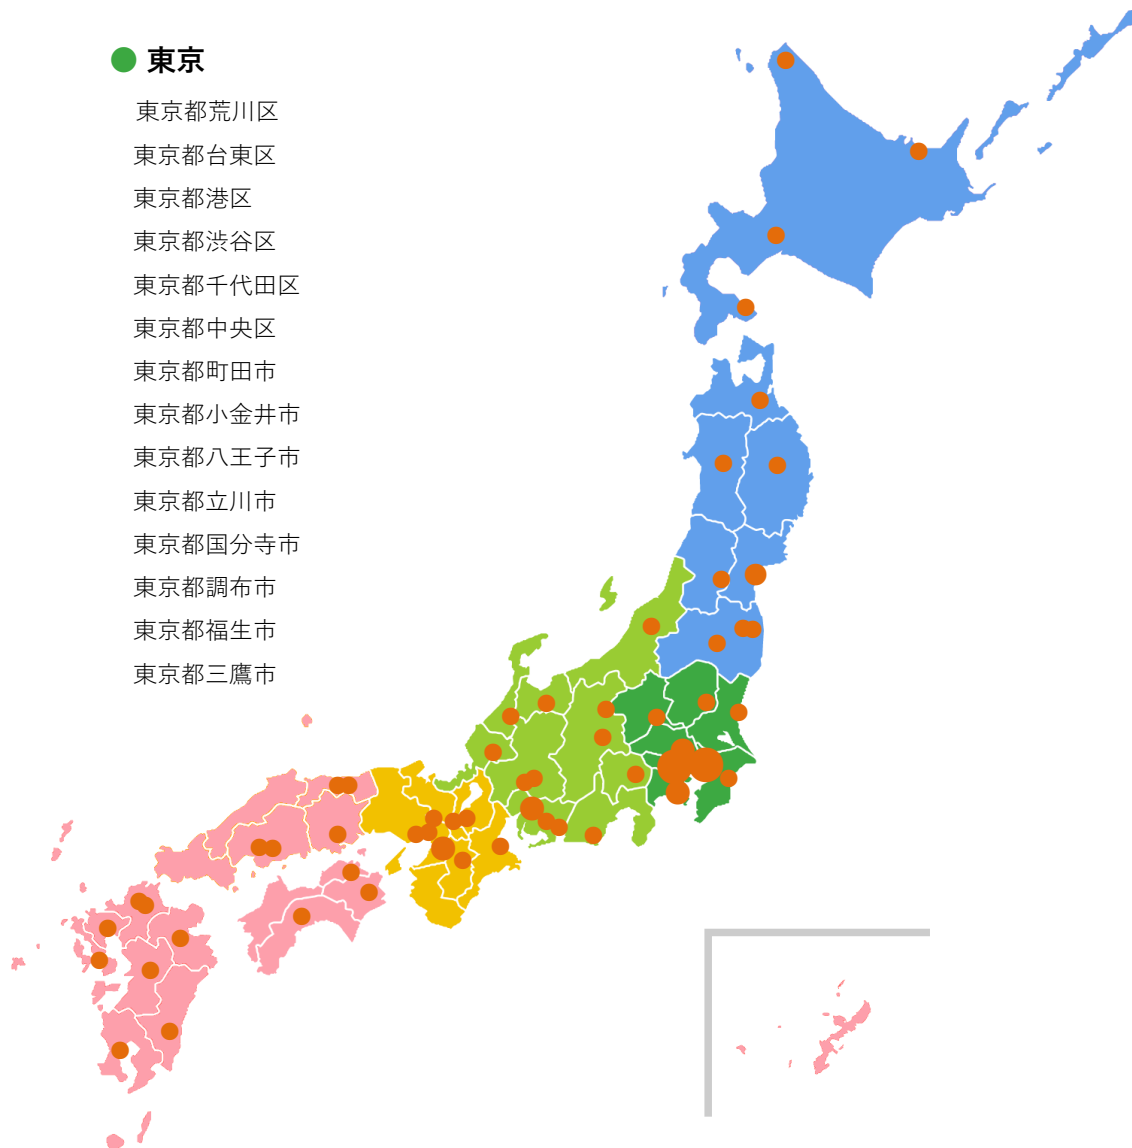 東京
東京都荒川区
東京都台東区
東京都港区
東京都渋谷区
東京都千代田区
東京都中央区
東京都町田市
東京都小金井市
東京都八王子市
東京都立川市
東京都国分寺市
東京都調布市
東京都福生市
東京都三鷹市